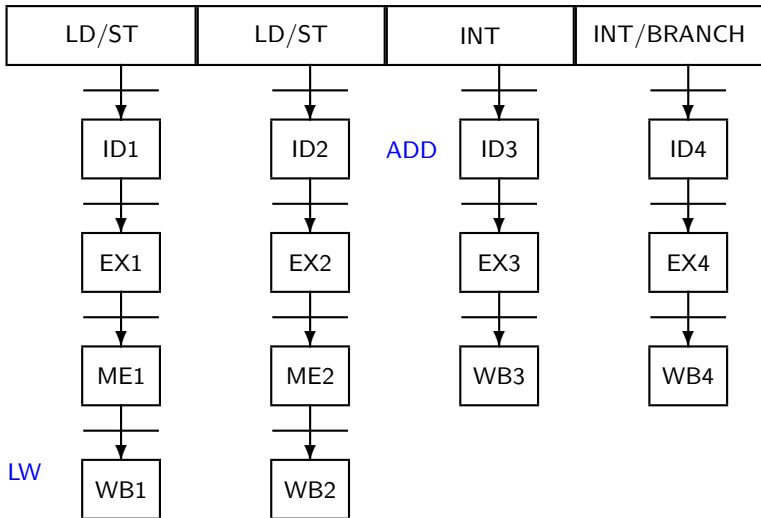 LD/ST LD/ST INT INT/BRANCH
ID1 ID2 ADD ID3 ID4
EX1 EX2 EX3 EX4
ME1 ME2 WB3 WB4
LW WB1 WB2